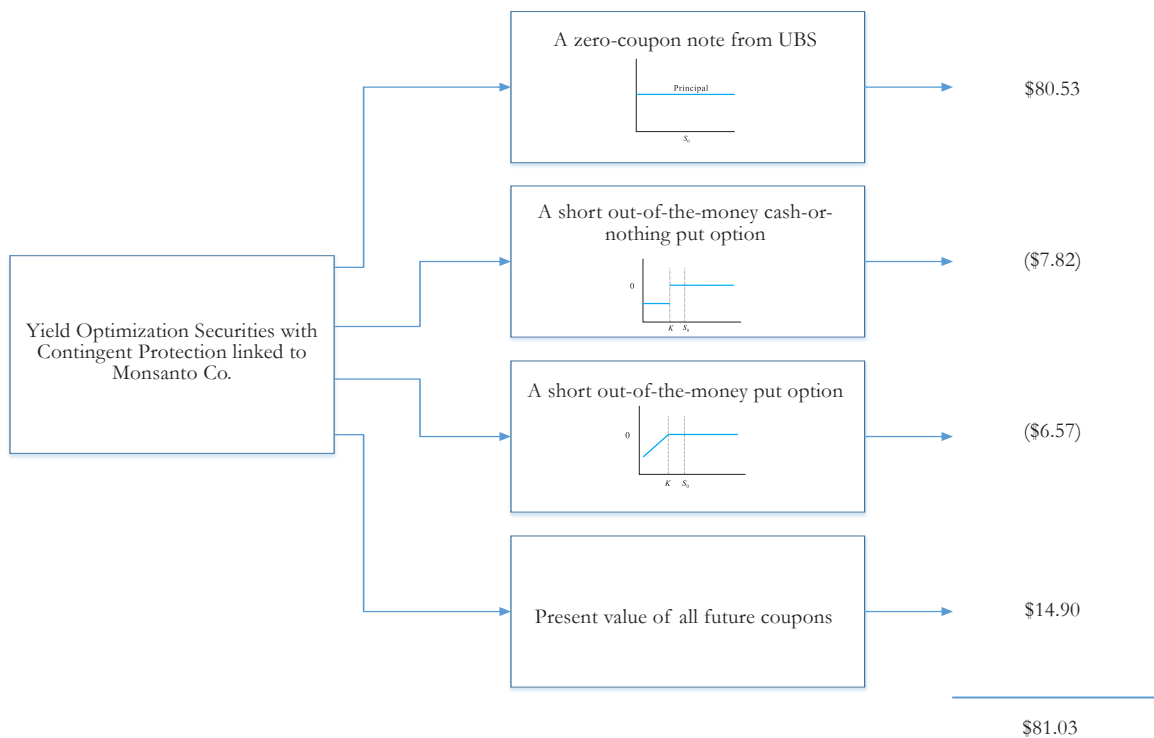 A zero-coupon note from UBS
Principal
S₀
$80.53
A short out-of-the-money cash-or-
nothing put option
0
K S₀
($7.82)
Yield Optimization Securities with
Contingent Protection linked to
Monsanto Co.
A short out-of-the-money put option
0
K S₀
($6.57)
Present value of all future coupons
$14.90
$81.03